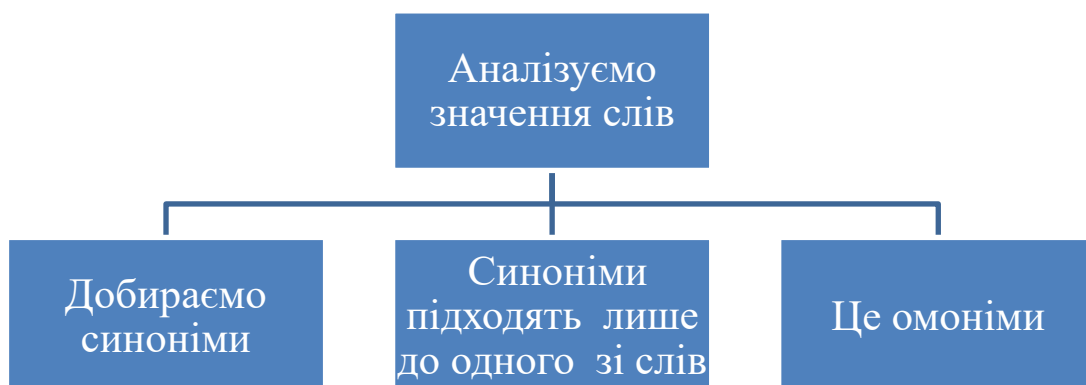 Аналізуємо
значення слів
Добираємо
синоніми
Синоніми
підходять лише
до одного зі слів
Це омоніми